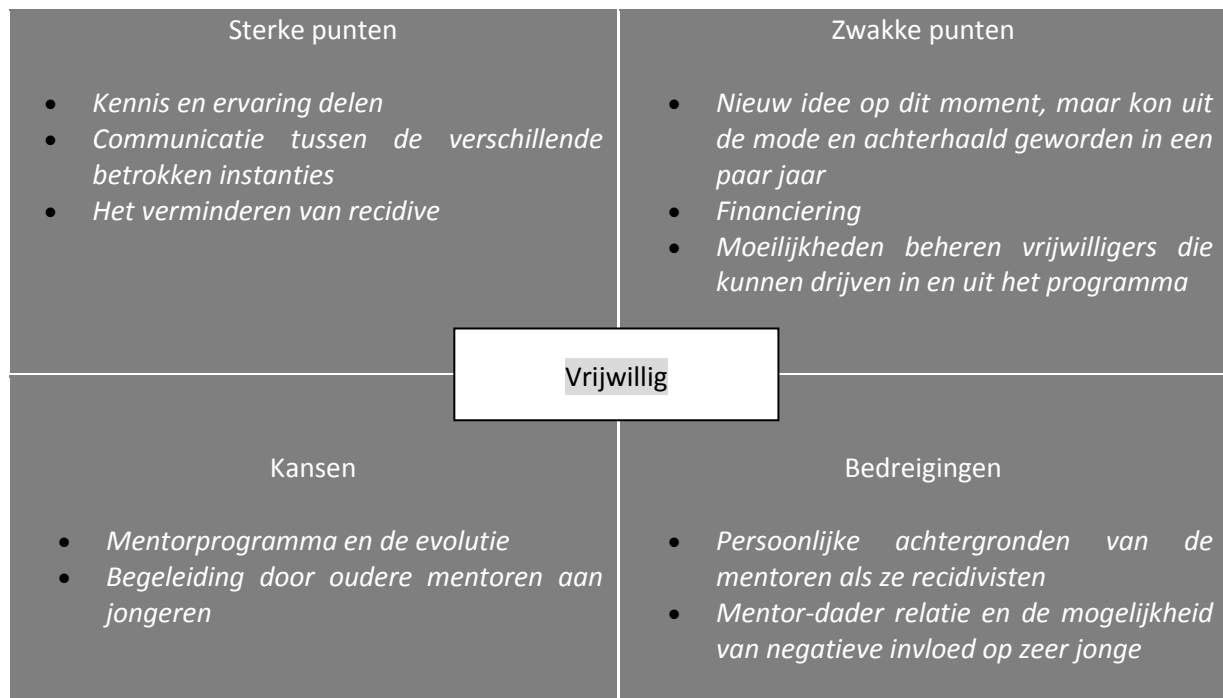 Sterke punten
• Kennis en ervaring delen
• Communicatie tussen de verschillende
betrokken instanties
• Het verminderen van recidive
Zwakke punten
• Nieuw idee op dit moment, maar kon uit
de mode en achterhaald geworden in een
paar jaar
• Financiering
• Moeilijkheden beheren vrijwilligers die
kunnen drijven in en uit het programma
Vrijwillig
Kansen
• Mentorprogramma en de evolutie
• Begeleiding door oudere mentoren aan
jongeren
Bedreigingen
• Persoonlijke achtergronden van de
mentoren als ze recidivisten
• Mentor-dader relatie en de mogelijkheid
van negatieve invloed op zeer jonge